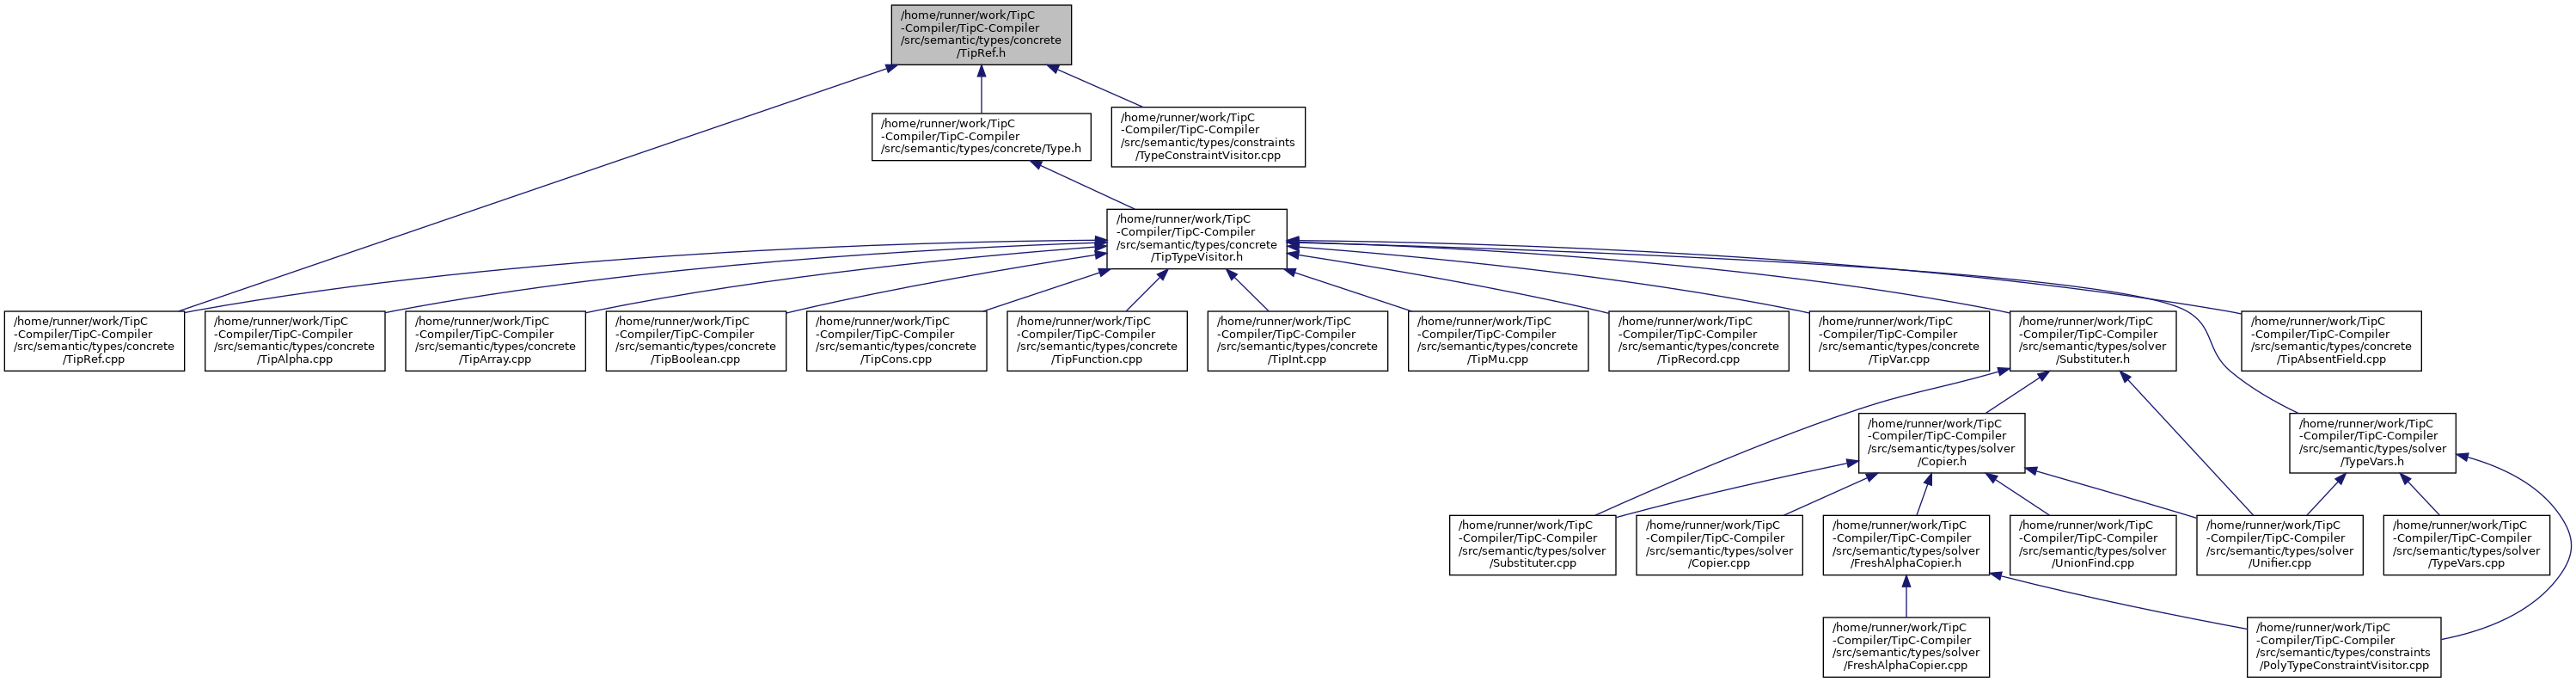 /home/runner/work/TipC
-Compiler/TipC-Compiler
/src/semantic/types/concrete
/TipRef.h
/home/runner/work/TipC
-Compiler/TipC-Compiler
/src/semantic/types/concrete/Type.h
/home/runner/work/TipC
-Compiler/TipC-Compiler
/src/semantic/types/constraints
/TypeConstraintVisitor.cpp
/home/runner/work/TipC
-Compiler/TipC-Compiler
/src/semantic/types/concrete
/TipTypeVisitor.h
/home/runner/work/TipC
-Compiler/TipC-Compiler
/src/semantic/types/concrete
/TipRef.cpp
/home/runner/work/TipC
-Compiler/TipC-Compiler
/src/semantic/types/concrete
/TipAlpha.cpp
/home/runner/work/TipC
-Compiler/TipC-Compiler
/src/semantic/types/concrete
/TipArray.cpp
/home/runner/work/TipC
-Compiler/TipC-Compiler
/src/semantic/types/concrete
/TipBoolean.cpp
/home/runner/work/TipC
-Compiler/TipC-Compiler
/src/semantic/types/concrete
/TipCons.cpp
/home/runner/work/TipC
-Compiler/TipC-Compiler
/src/semantic/types/concrete
/TipFunction.cpp
/home/runner/work/TipC
-Compiler/TipC-Compiler
/src/semantic/types/concrete
/TipInt.cpp
/home/runner/work/TipC
-Compiler/TipC-Compiler
/src/semantic/types/concrete
/TipMu.cpp
/home/runner/work/TipC
-Compiler/TipC-Compiler
/src/semantic/types/concrete
/TipRecord.cpp
/home/runner/work/TipC
-Compiler/TipC-Compiler
/src/semantic/types/concrete
/TipVar.cpp
/home/runner/work/TipC
-Compiler/TipC-Compiler
/src/semantic/types/solver
/Substituter.h
/home/runner/work/TipC
-Compiler/TipC-Compiler
/src/semantic/types/concrete
/TipAbsentField.cpp
/home/runner/work/TipC
-Compiler/TipC-Compiler
/src/semantic/types/solver
/Copier.h
/home/runner/work/TipC
-Compiler/TipC-Compiler
/src/semantic/types/solver
/TypeVars.h
/home/runner/work/TipC
-Compiler/TipC-Compiler
/src/semantic/types/solver
/Substituter.cpp
/home/runner/work/TipC
-Compiler/TipC-Compiler
/src/semantic/types/solver
/Copier.cpp
/home/runner/work/TipC
-Compiler/TipC-Compiler
/src/semantic/types/solver
/FreshAlphaCopier.h
/home/runner/work/TipC
-Compiler/TipC-Compiler
/src/semantic/types/solver
/UnionFind.cpp
/home/runner/work/TipC
-Compiler/TipC-Compiler
/src/semantic/types/solver
/Unifier.cpp
/home/runner/work/TipC
-Compiler/TipC-Compiler
/src/semantic/types/solver
/TypeVars.cpp
/home/runner/work/TipC
-Compiler/TipC-Compiler
/src/semantic/types/solver
/FreshAlphaCopier.cpp
/home/runner/work/TipC
-Compiler/TipC-Compiler
/src/semantic/types/constraints
/PolyTypeConstraintVisitor.cpp